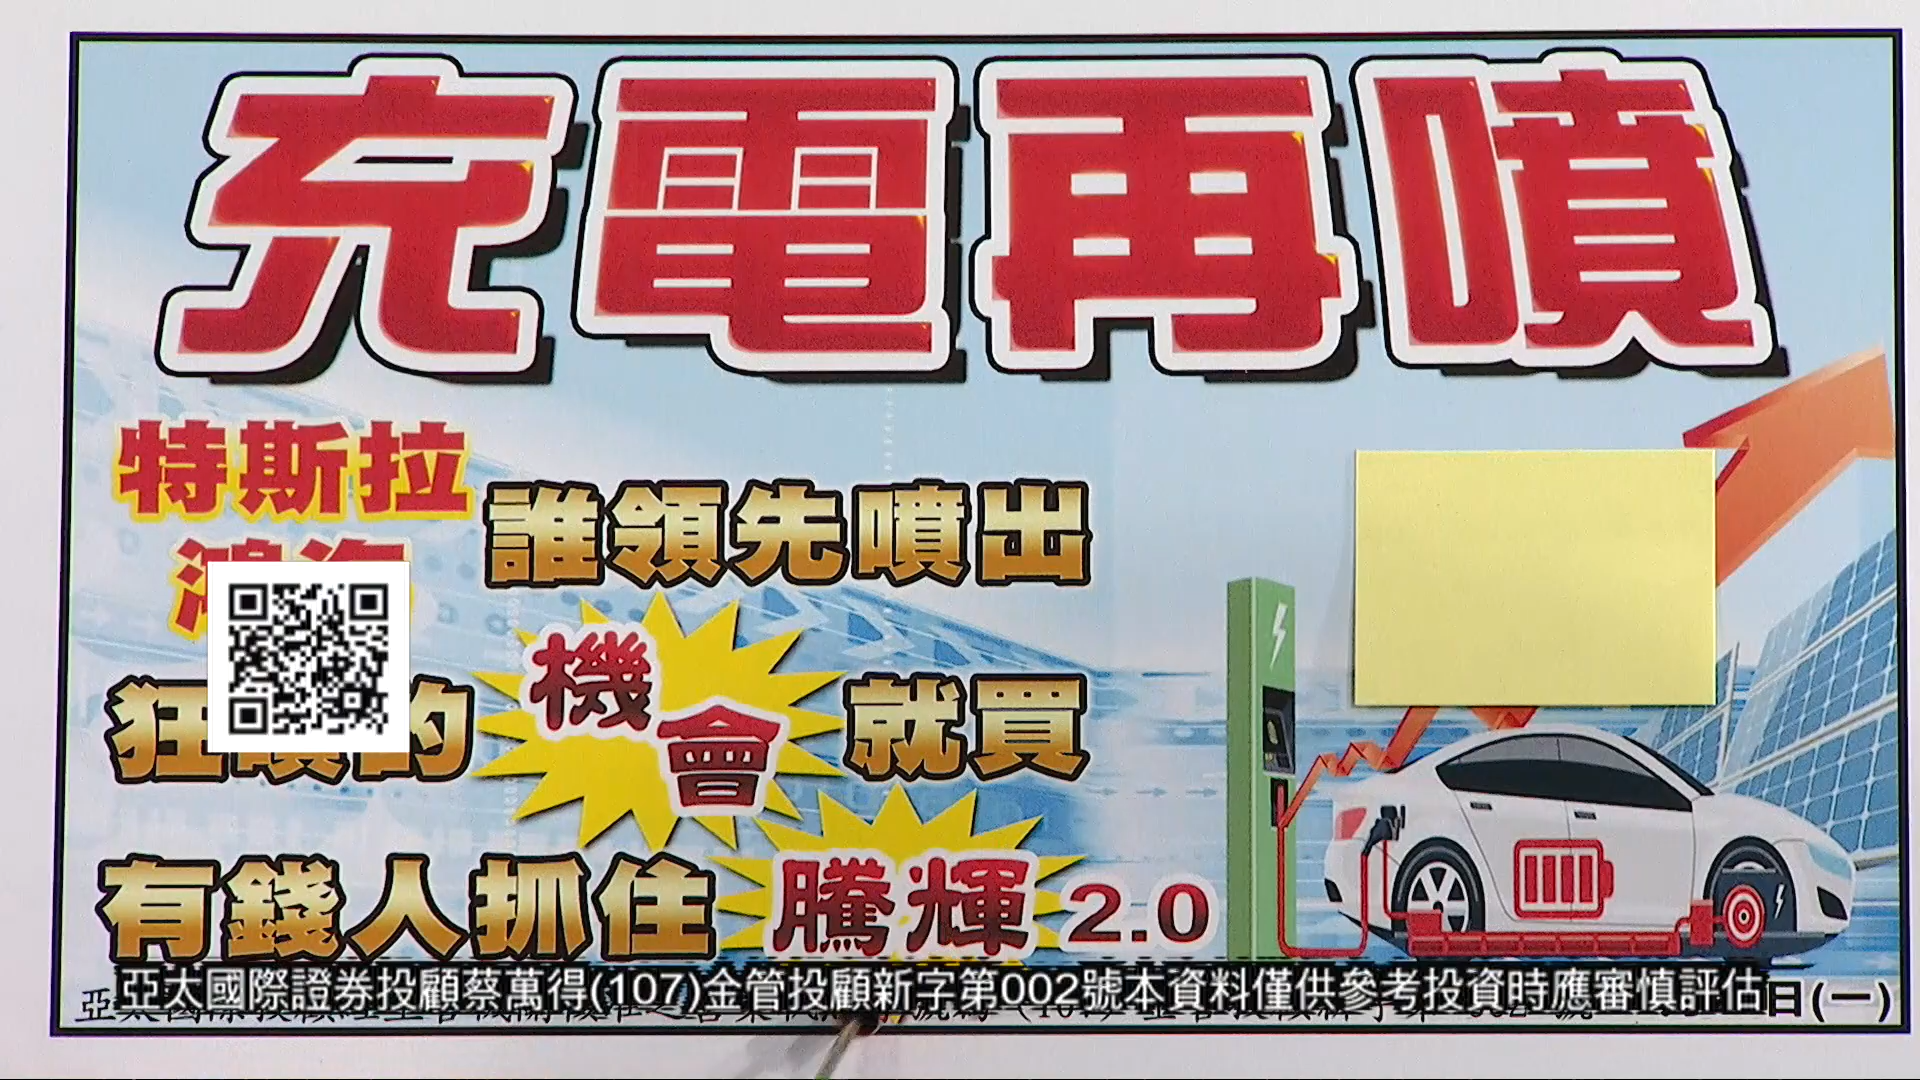 充電再噴
特斯拉
鴻海
誰領先噴出
狂噴的機會就買
有錢人抓住騰輝2.0
亞太國際證券投顧蔡萬得(107)金管投顧新字第002號本資料僅供參考投資時應審慎評估
日(一)